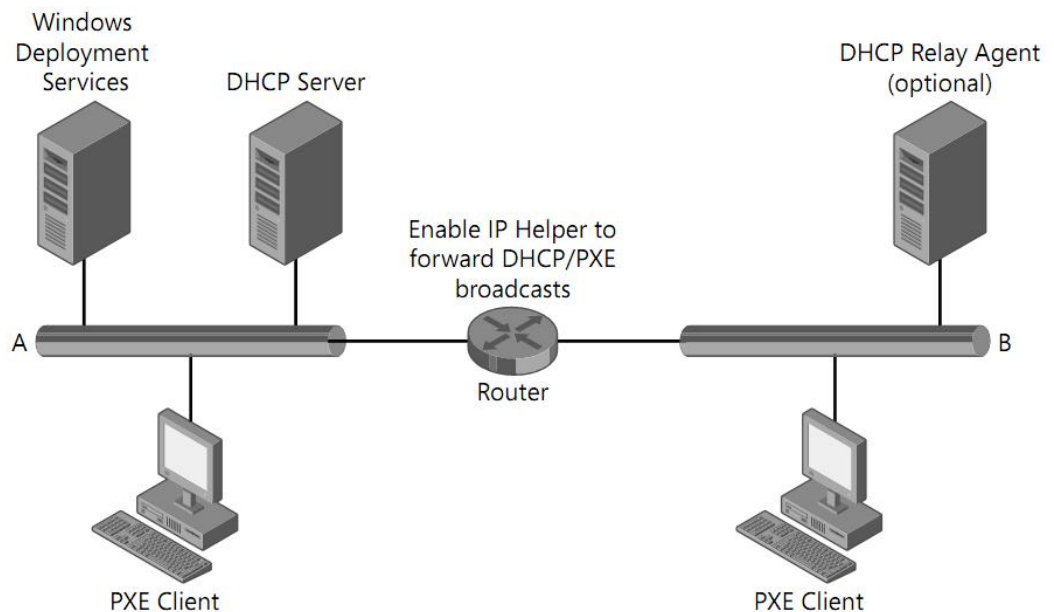 Windows
Deployment
Services
DHCP Server
DHCP Relay Agent
(optional)
Enable IP Helper to
forward DHCP/PXE
broadcasts
A
B
Router
PXE Client
PXE Client